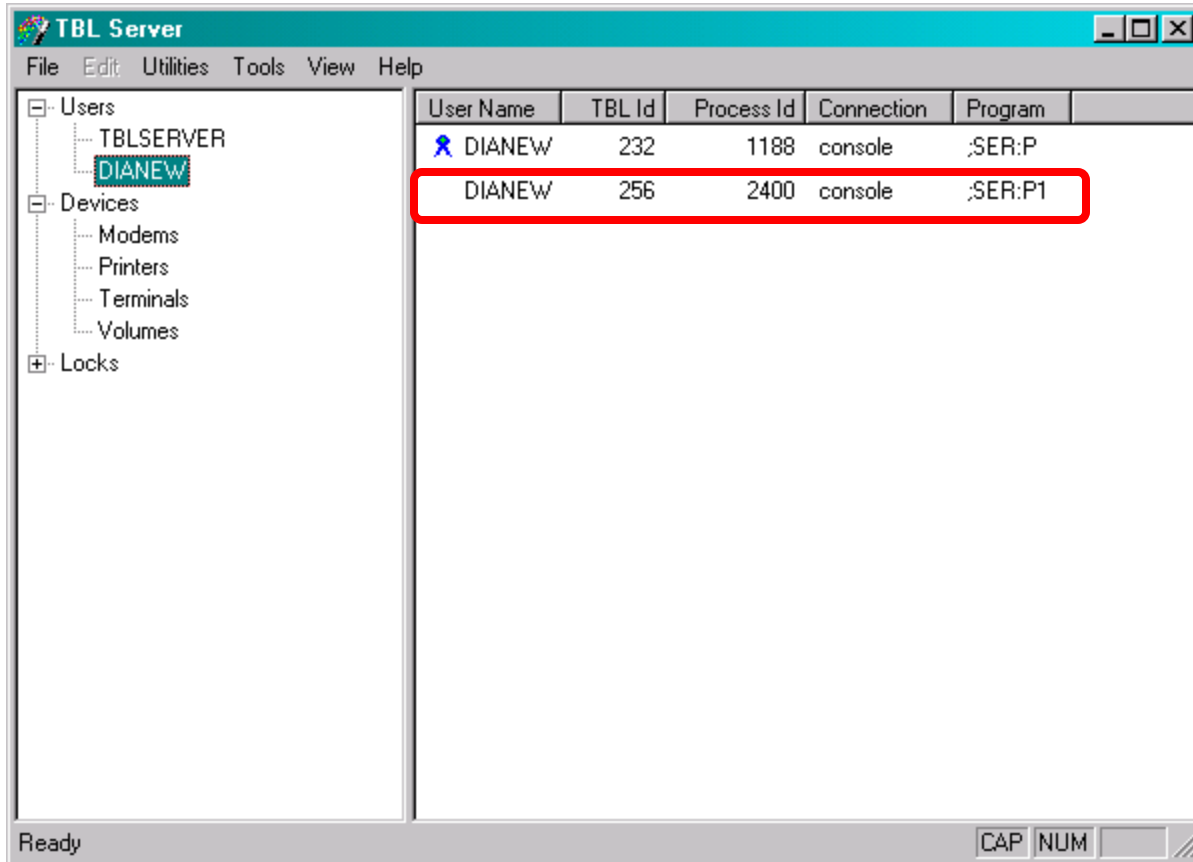 TBL Server
File Edit Utilities Tools View Help
Users
TBLSERVER
DIANEW
Devices
Modems
Printers
Terminals
Volumes
Locks
User Name TBL Id Process Id Connection Program
DIANEW 232 1188 console ;SER:P
DIANEW 256 2400 console ;SER:P1
Ready CAP NUM